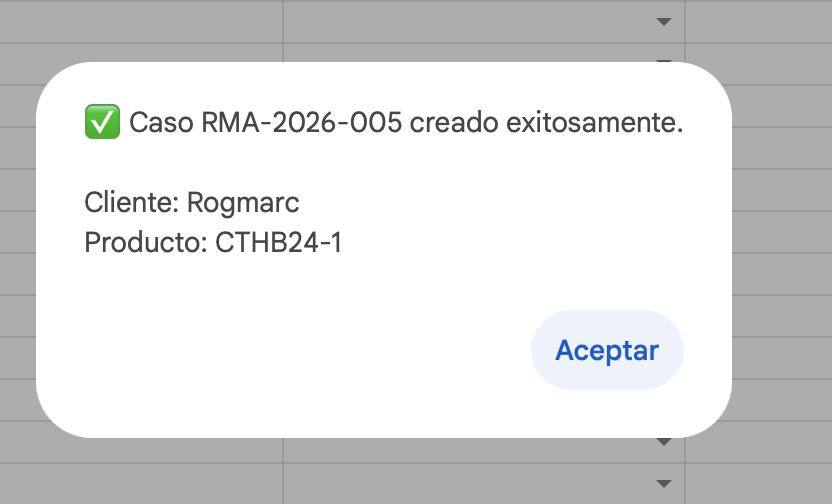 ✅ Caso RMA-2026-005 creado exitosamente.
Cliente: Rogmarc
Producto: CTHB24-1
Aceptar